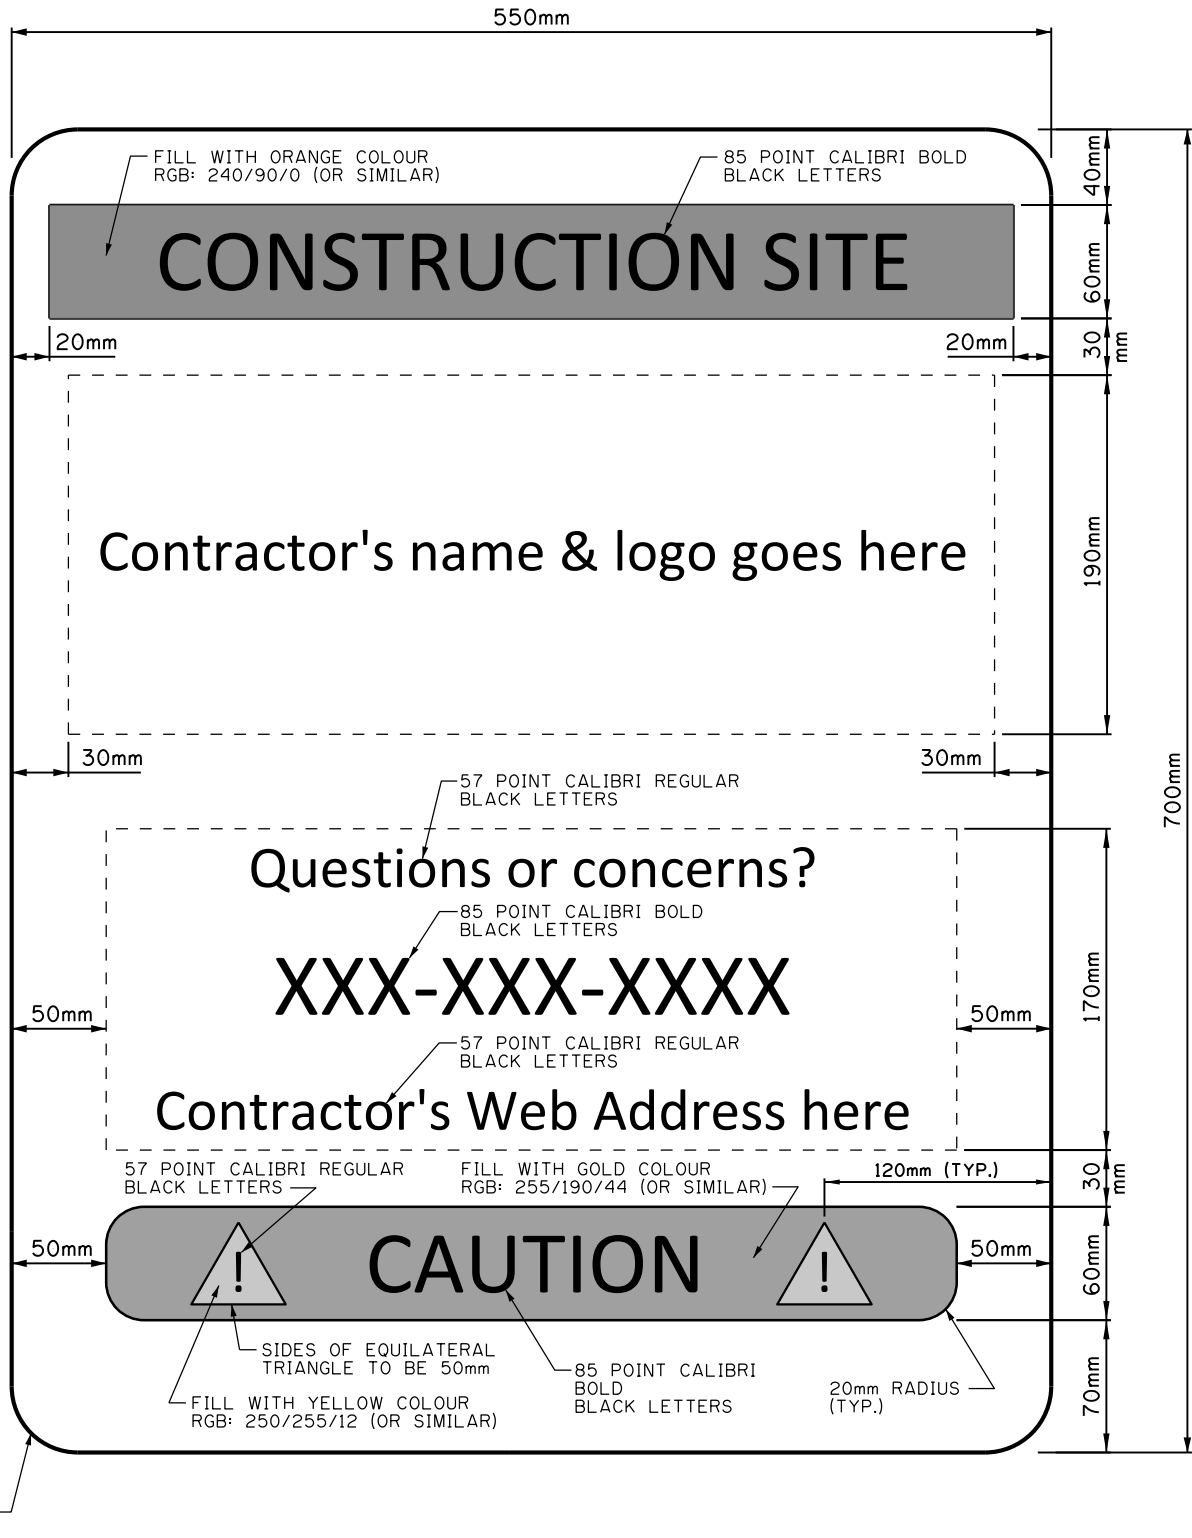 550mm
FILL WITH ORANGE COLOUR
RGB: 240/90/0 (OR SIMILAR)
85 POINT CALIBRI BOLD
BLACK LETTERS
40mm
CONSTRUCTION SITE
60mm
20mm
20mm
30
mm
Contractor's name & logo goes here
190mm
30mm
30mm
700mm
57 POINT CALIBRI REGULAR
BLACK LETTERS
Questions or concerns?
85 POINT CALIBRI BOLD
BLACK LETTERS
XXX-XXX-XXXX
170mm
50mm
50mm
57 POINT CALIBRI REGULAR
BLACK LETTERS
Contractor's Web Address here
57 POINT CALIBRI REGULAR
BLACK LETTERS
FILL WITH GOLD COLOUR
RGB: 255/190/44 (OR SIMILAR)
120mm (TYP.)
30
mm
50mm
! CAUTION !
50mm
60mm
SIDES OF EQUILATERAL
TRIANGLE TO BE 50mm
FILL WITH YELLOW COLOUR
RGB: 250/255/12 (OR SIMILAR)
85 POINT CALIBRI
BOLD
BLACK LETTERS
20mm RADIUS
(TYP.)
70mm